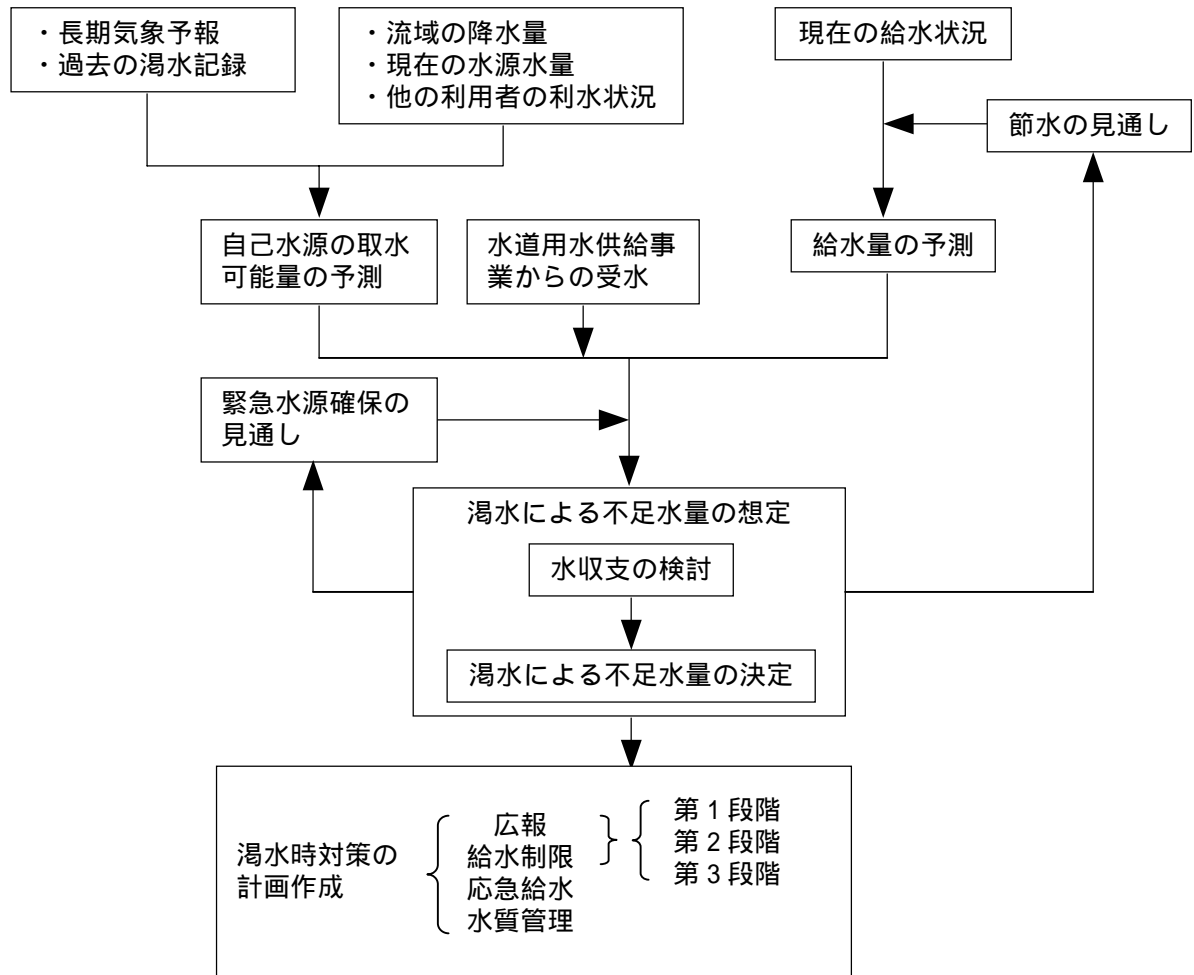 ・長期気象予報
・過去の渇水記録
・流域の降水量
・現在の水源水量
・他の利用者の利水状況
現在の給水状況
節水の見通し
自己水源の取水
可能量の予測
水道用水供給事
業からの受水
給水量の予測
緊急水源確保の
見通し
渇水による不足水量の想定
水収支の検討
渇水による不足水量の決定
渇水時対策の
計画作成
広報
給水制限
応急給水
水質管理
第1段階
第2段階
第3段階